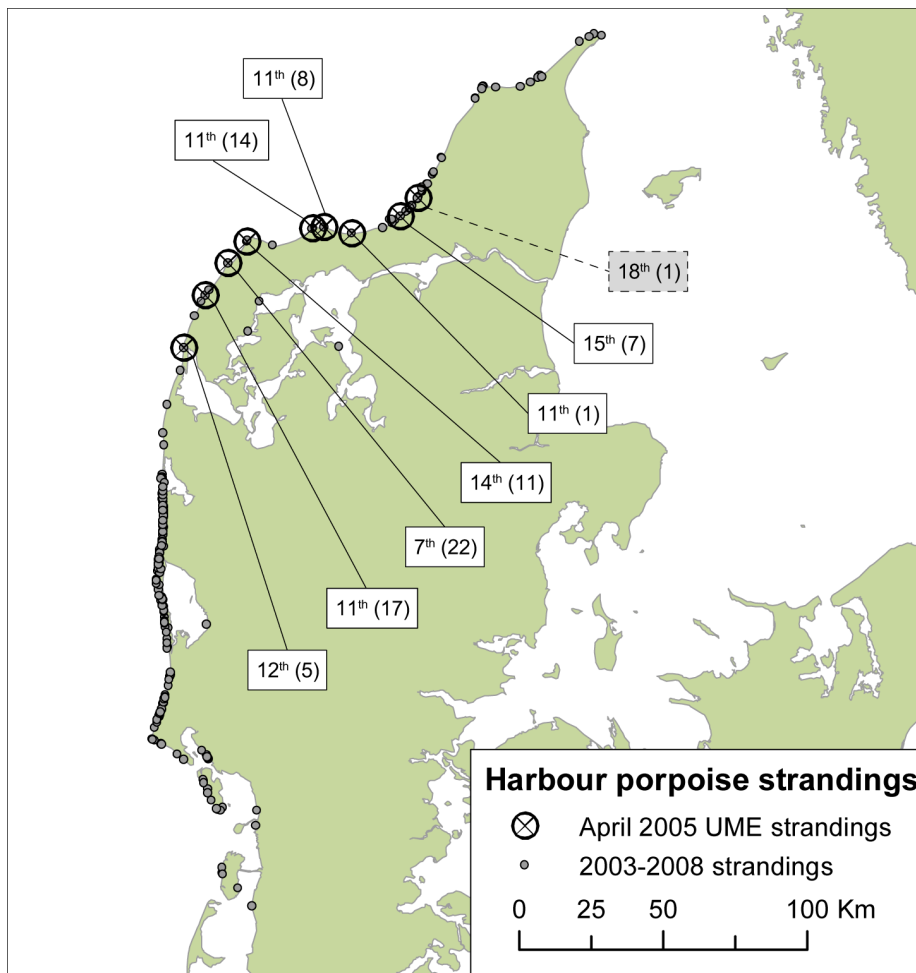 11th (8)
11th (14)
18th (1)
15th (7)
11th (1)
14th (11)
7th (22)
11th (17)
12th (5)
Harbour porpoise strandings
April 2005 UME strandings
2003-2008 strandings
0 25 50 100 Km